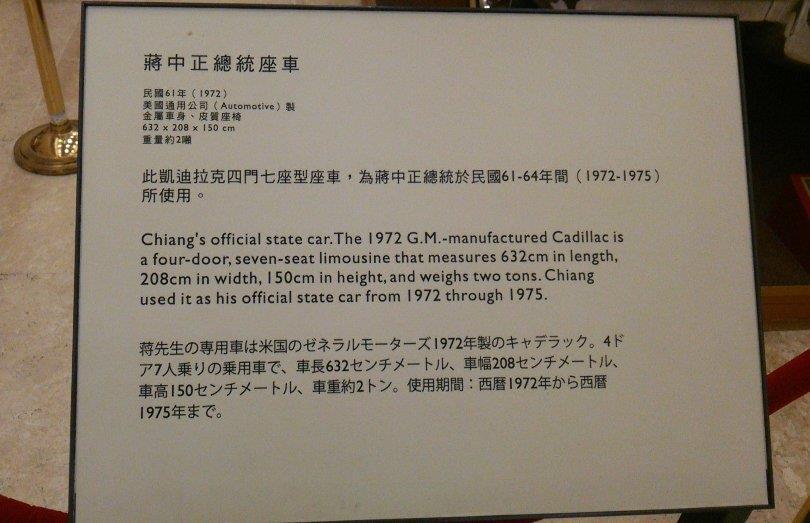 蔣中正總統座車
民國61年（1972）
美國通用公司（Automotive）製
金屬車身、皮質座椅
632 x 208 x 150 cm
重量約2噸
此凱迪拉克四門七座型座車，為蔣中正總統於民國61-64年間（1972-1975）
所使用。
Chiang's official state car.The 1972 G.M.-manufactured Cadillac is
a four-door, seven-seat limousine that measures 632cm in length,
208cm in width, 150cm in height, and weighs two tons. Chiang
used it as his official state car from 1972 through 1975.
蒋先生の専用車は米国のゼネラルモーターズ1972年製のキャデラック。4ド
ア7人乗りの乗用車で、車長632センチメートル、車幅208センチメートル、
車高150センチメートル、車重約2トン。使用期間：西暦1972年から西暦
1975年まで。